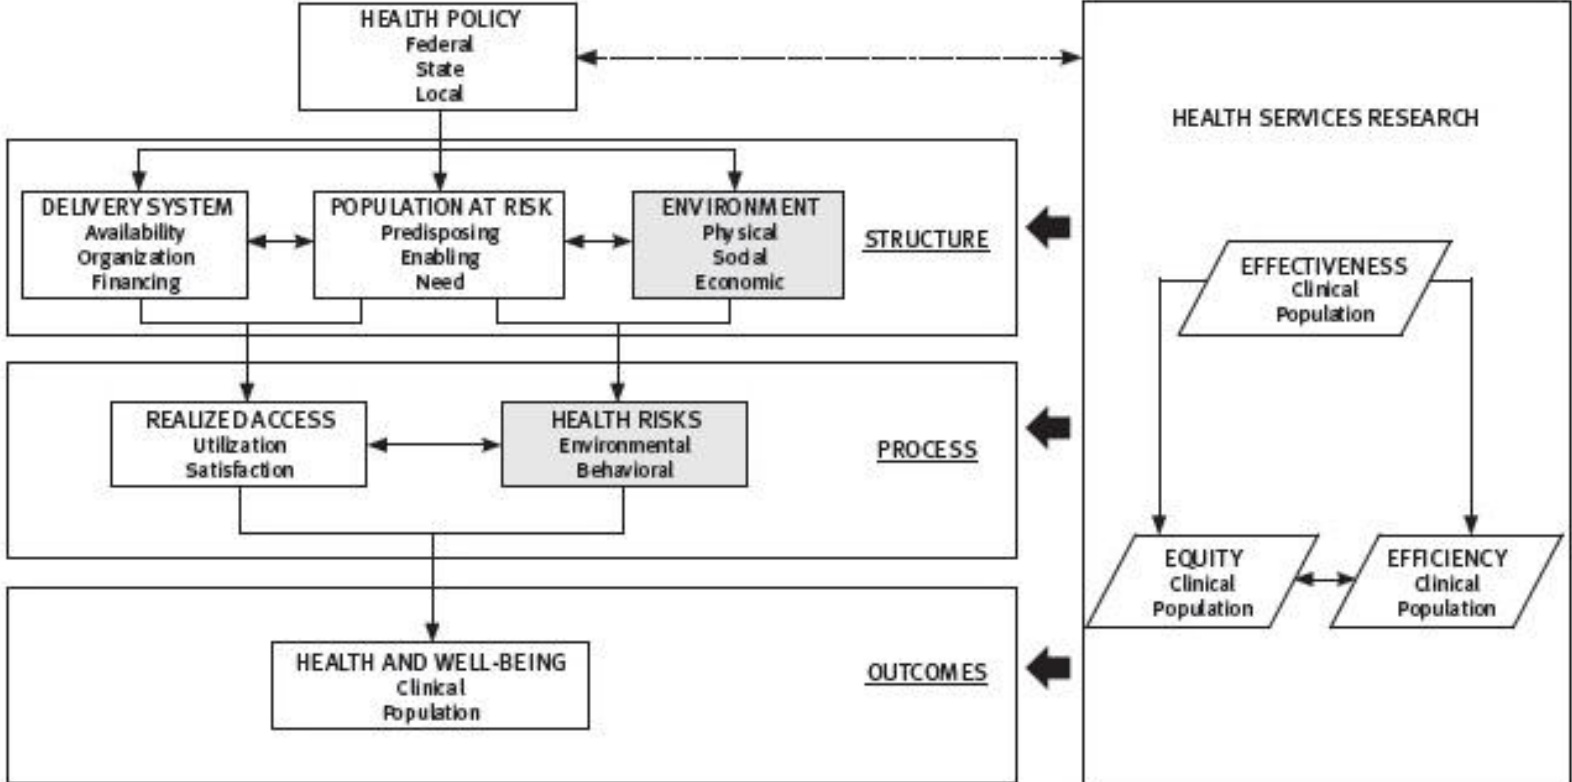 HEALTH POLICY
Federal
State
Local
DELIVERY SYSTEM
Availability
Organization
Financing
POPULATION AT RISK
Predisposing
Enabling
Need
ENVIRONMENT
Physical
Social
Economic
STRUCTURE
REALIZED ACCESS
Utilization
Satisfaction
HEALTH RISKS
Environmental
Behavioral
PROCESS
HEALTH AND WELL-BEING
Clinical
Population
OUTCOMES
HEALTH SERVICES RESEARCH
EFFECTIVENESS
Clinical
Population
EQUITY
Clinical
Population
EFFICIENCY
Clinical
Population